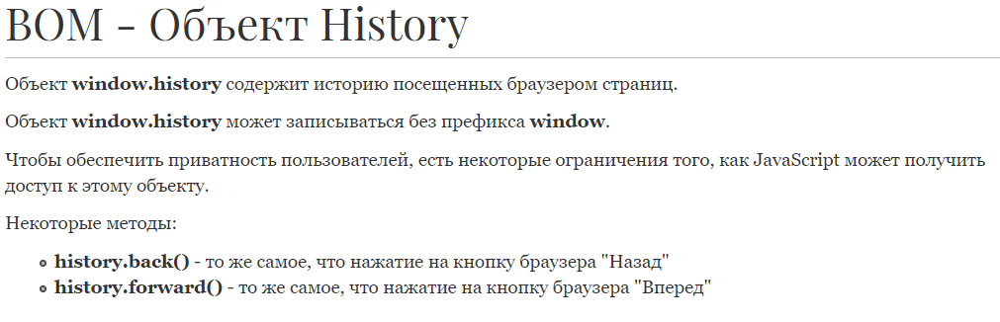 BOM - Объект History
Объект window.history содержит историю посещенных браузером страниц.
Объект window.history может записываться без префикса window.
Чтобы обеспечить приватность пользователей, есть некоторые ограничения того, как JavaScript может получить
доступ к этому объекту.
Некоторые методы:
history.back() - то же самое, что нажатие на кнопку браузера "Назад"
history.forward() - то же самое, что нажатие на кнопку браузера "Вперед"